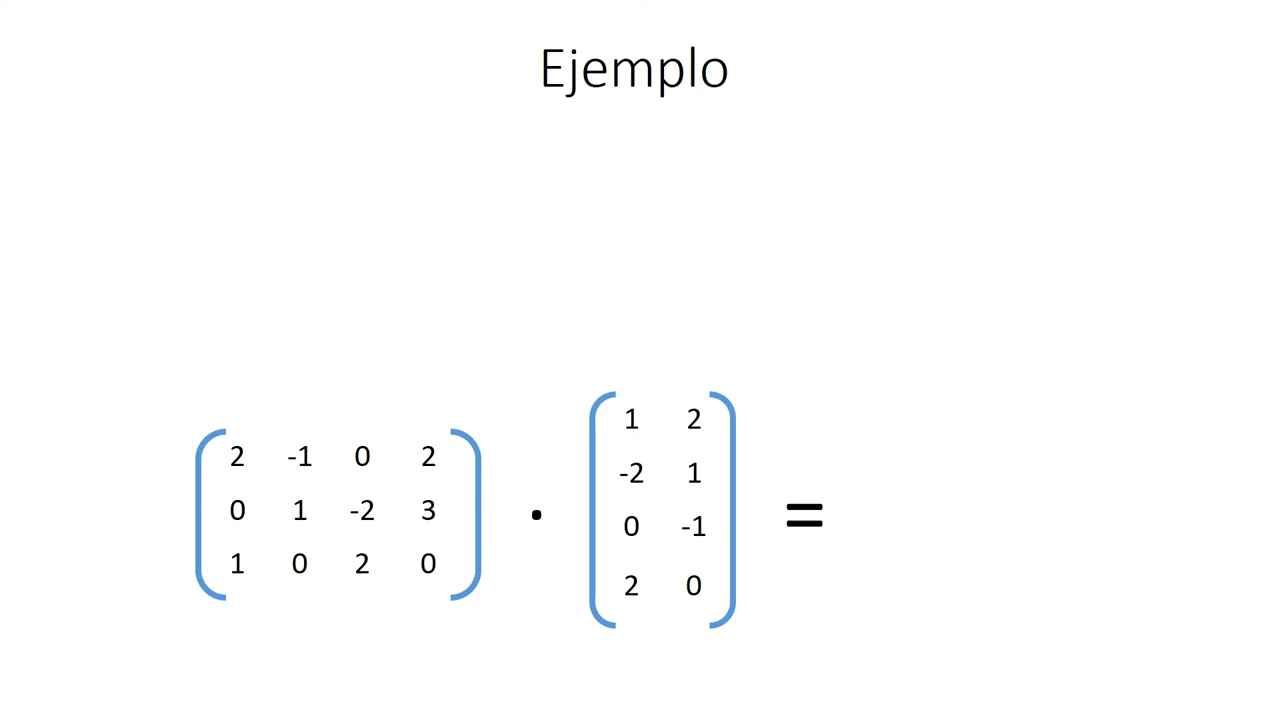 Ejemplo
2 -1 0 2
0 1 -2 3
1 0 2 0
·
1 2
-2 1
0 -1
2 0
=